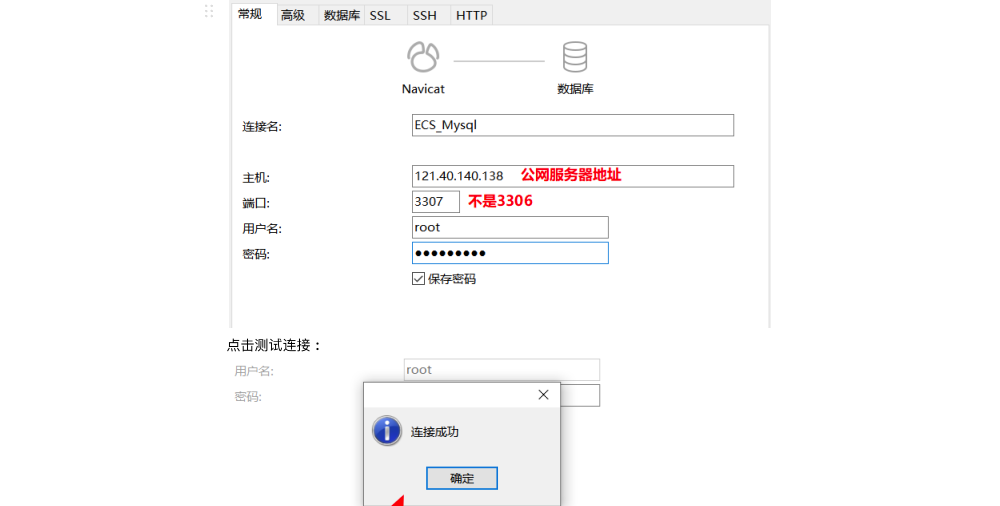 常规 高级 数据库 SSL SSH HTTP
Navicat 数据库
连接名: ECS_Mysql
主机: 121.40.140.138 公网服务器地址
端口: 3307 不是3306
用户名: root
密码: ●●●●●●●●●
保存密码
点击测试连接：
用户名: root
密码:
连接成功
确定